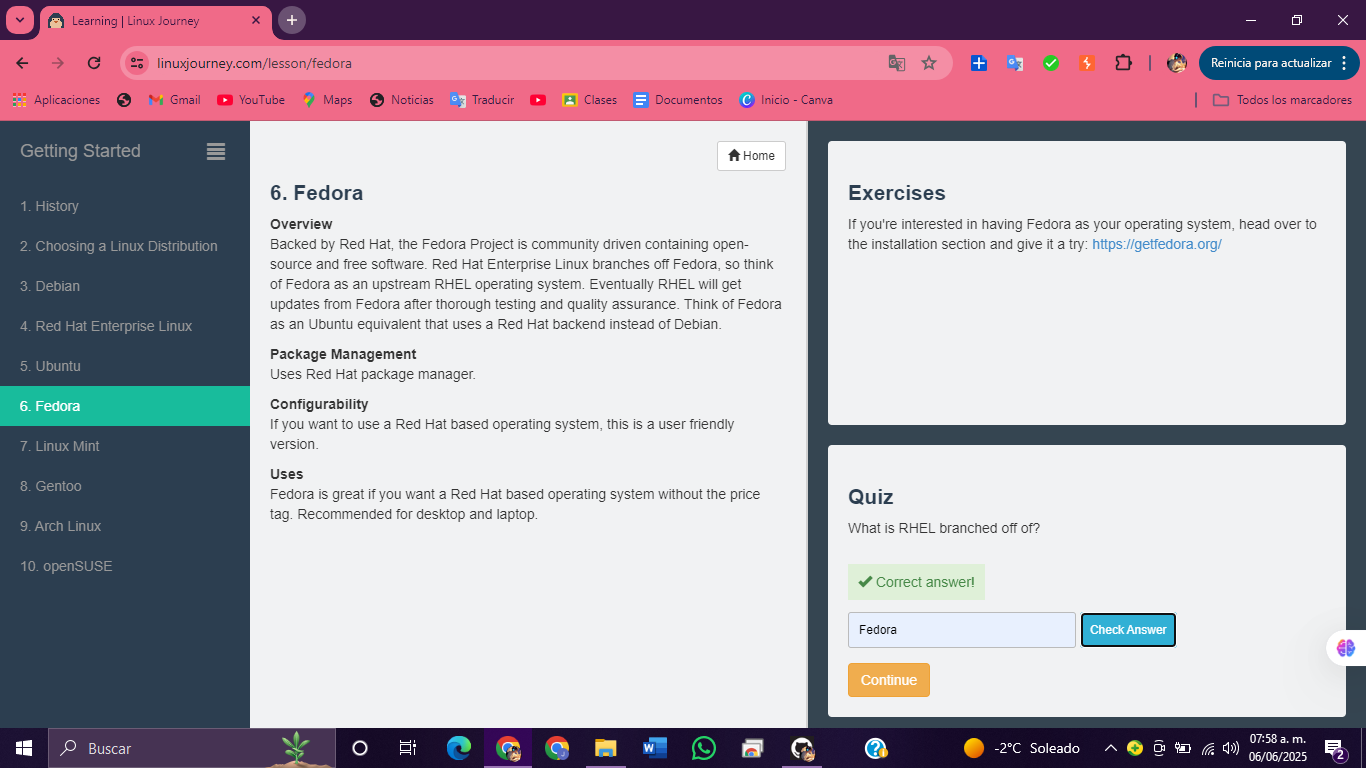 Learning | Linux Journey
linuxjourney.com/lesson/fedora
Reinicia para actualizar
Aplicaciones
Gmail
YouTube
Maps
Noticias
Traducir
Clases
Documentos
Inicio - Canva
Todos los marcadores
Getting Started
1. History
2. Choosing a Linux Distribution
3. Debian
4. Red Hat Enterprise Linux
5. Ubuntu
6. Fedora
7. Linux Mint
8. Gentoo
9. Arch Linux
10. openSUSE
Home
6. Fedora
Overview
Backed by Red Hat, the Fedora Project is community driven containing open-
source and free software. Red Hat Enterprise Linux branches off Fedora, so think
of Fedora as an upstream RHEL operating system. Eventually RHEL will get
updates from Fedora after thorough testing and quality assurance. Think of Fedora
as an Ubuntu equivalent that uses a Red Hat backend instead of Debian.
Package Management
Uses Red Hat package manager.
Configurability
If you want to use a Red Hat based operating system, this is a user friendly
version.
Uses
Fedora is great if you want a Red Hat based operating system without the price
tag. Recommended for desktop and laptop.
Exercises
If you're interested in having Fedora as your operating system, head over to
the installation section and give it a try: https://getfedora.org/
Quiz
What is RHEL branched off of?
Correct answer!
Fedora
Check Answer
Continue
Buscar
-2°C Soleado
07:58 a. m.
06/06/2025
2